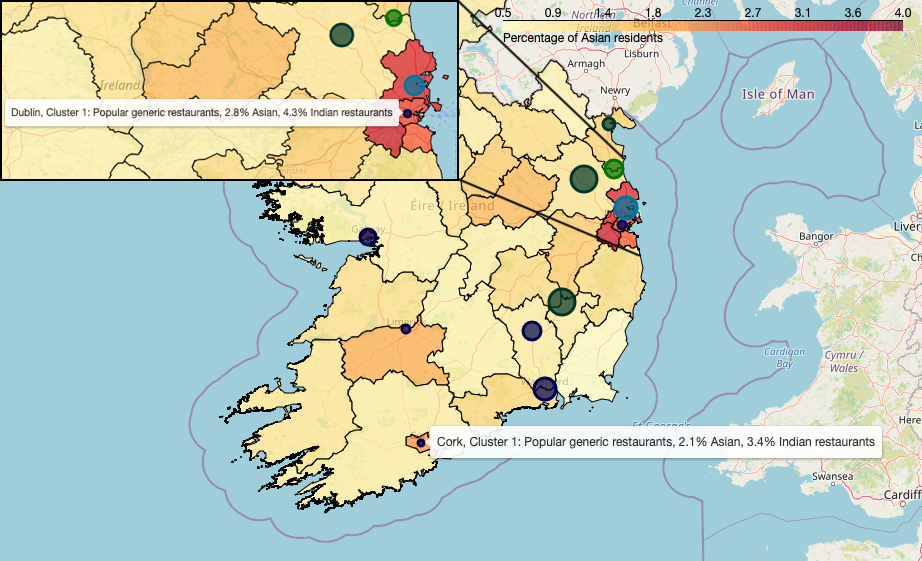 0.5 0.9 1.4 1.8 2.3 2.7 3.1 3.6 4.0
Percentage of Asian residents
Channel
Northern
Ireland
Belfast
Lisburn
Armagh
Newry
Isle of Man
Ireland
Dublin, Cluster 1: Popular generic restaurants, 2.8% Asian, 4.3% Indian restaurants
Éire / Ireland
Bangor
Liver
Che
Galway
Limerick
Cardigan
Bay
Cymru /
Wales
Here
St George's
Cork, Cluster 1: Popular generic restaurants, 2.1% Asian, 3.4% Indian restaurants
Swansea
Cardiff